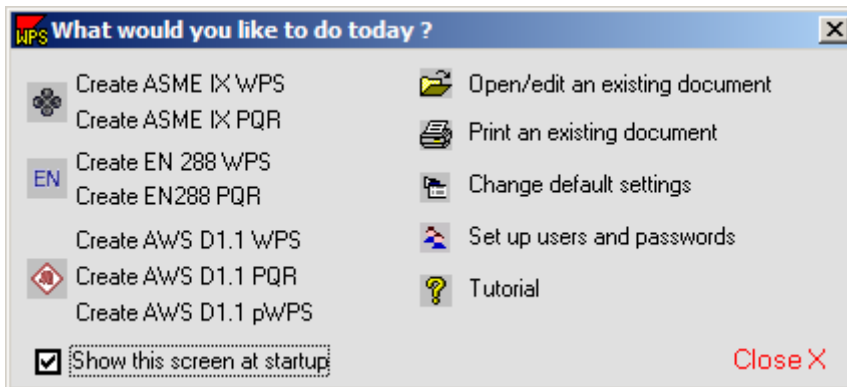 WPS What would you like to do today ?
Create ASME IX WPS
Create ASME IX PQR
EN
Create EN 288 WPS
Create EN288 PQR
Create AWS D1.1 WPS
Create AWS D1.1 PQR
Create AWS D1.1 pWPS
Show this screen at startup
Open/edit an existing document
Print an existing document
Change default settings
Set up users and passwords
Tutorial
Close X